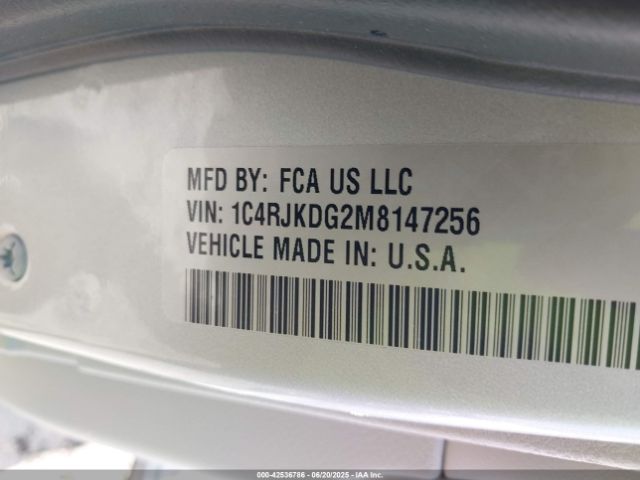 MFD BY: FCA US LLC
VIN: 1C4RJKDG2M8147256
VEHICLE MADE IN: U.S.A.
000-42536786 - 06/20/2025 - IAA Inc.